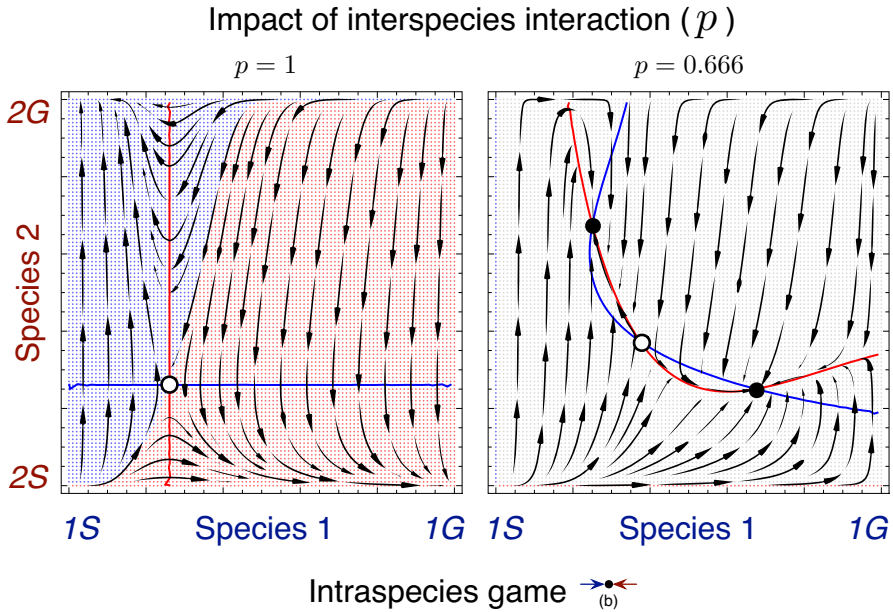 Impact of interspecies interaction (p)
p = 1
p = 0.666
2G
Species 2
2S
1S Species 1 1G
1S Species 1 1G
Intraspecies game
(b)